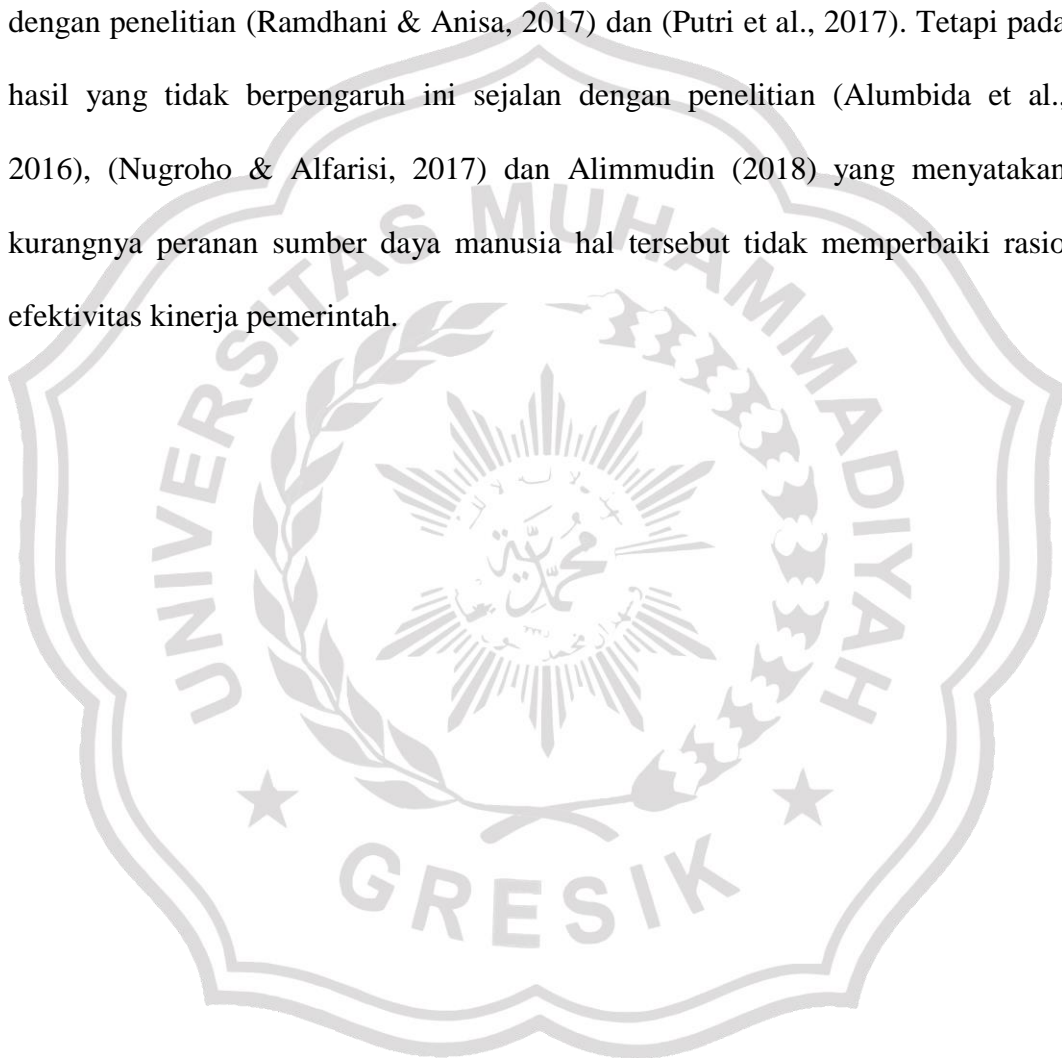 dengan penelitian (Ramdhani & Anisa, 2017) dan (Putri et al., 2017). Tetapi pada
hasil yang tidak berpengaruh ini sejalan dengan penelitian (Alumbida et al.,
2016), (Nugroho & Alfarisi, 2017) dan Alimmudin (2018) yang menyatakan
kurangnya peranan sumber daya manusia hal tersebut tidak memperbaiki rasio
efektivitas kinerja pemerintah.
UNIVERSITAS MUHAMMADIYAH
GRESIK